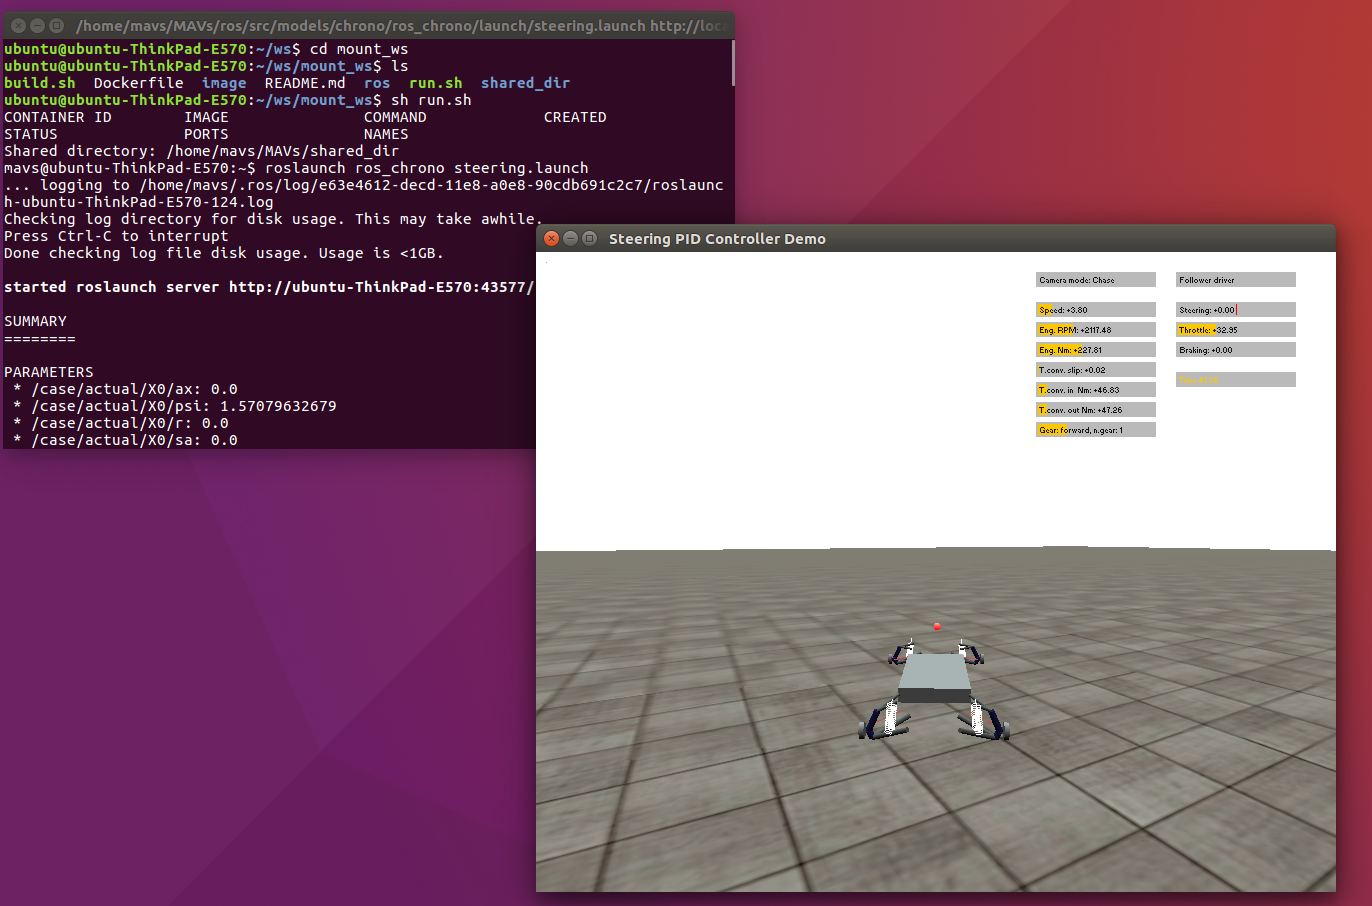 /home/mavs/MAVs/ros/src/models/chrono/ros_chrono/launch/steering.launch http://loc
ubuntu@ubuntu-ThinkPad-E570:~/ws$ cd mount_ws
ubuntu@ubuntu-ThinkPad-E570:~/ws/mount_ws$ ls
build.sh  Dockerfile  image  README.md  ros  run.sh  shared_dir
ubuntu@ubuntu-ThinkPad-E570:~/ws/mount_ws$ sh run.sh
CONTAINER ID        IMAGE               COMMAND             CREATED
STATUS              PORTS               NAMES
Shared directory: /home/mavs/MAVs/shared_dir
mavs@ubuntu-ThinkPad-E570:~$ roslaunch ros_chrono steering.launch
... logging to /home/mavs/.ros/log/e63e4612-decd-11e8-a0e8-90cdb691c2c7/roslaunc
h-ubuntu-ThinkPad-E570-124.log
Checking log directory for disk usage. This may take awhile.
Press Ctrl-C to interrupt
Done checking log file disk usage. Usage is <1GB.
started roslaunch server http://ubuntu-ThinkPad-E570:43577/
SUMMARY
========
PARAMETERS
 * /case/actual/X0/ax: 0.0
 * /case/actual/X0/psi: 1.57079632679
 * /case/actual/X0/r: 0.0
 * /case/actual/X0/sa: 0.0
Steering PID Controller Demo
Camera mode: Chase
Follower driver
Speed: +3.80
Steering: +0.00
Eng. RPM: +2117.48
Throttle: +32.95
Eng. Nm: +227.81
Braking: +0.00
T.conv. slip: +0.02
T.conv. in Nm: +46.83
T.conv. out Nm: +47.26
Gear: forward, n.gear: 1